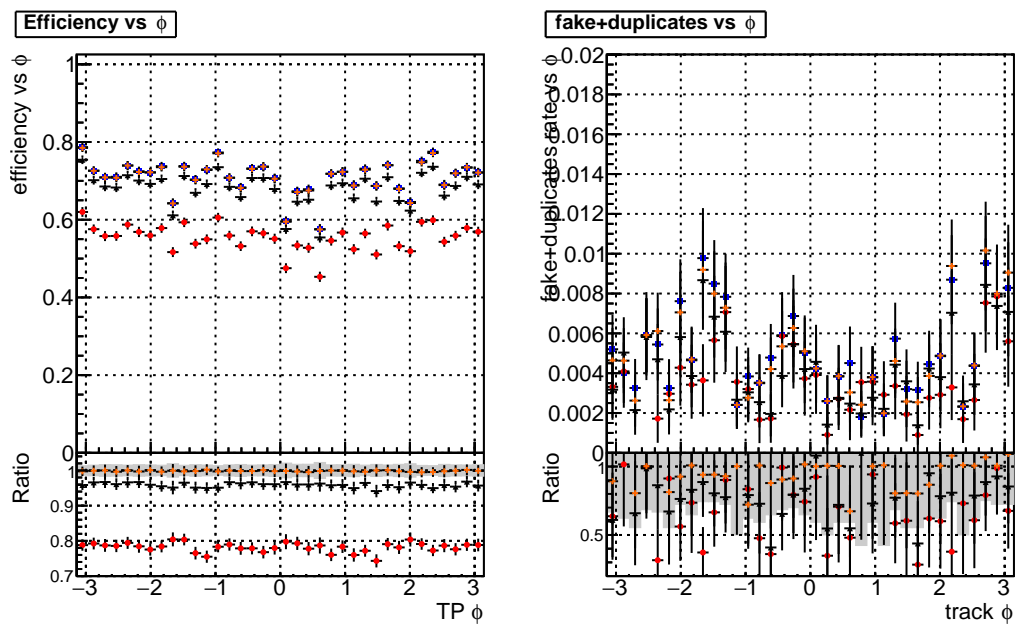 Efficiency vs ϕ
efficiency vs ϕ
1
0.8
0.6
0.4
0.2
0
Ratio
1
0.9
0.8
0.7
−3 −2 −1 0 1 2 3
TP ϕ
fake+duplicates vs ϕ
fake+duplicates rate vs ϕ
0.02
0.018
0.016
0.014
0.012
0.01
0.008
0.006
0.004
0.002
0
Ratio
1
0.5
−3 −2 −1 0 1 2 3
track ϕ